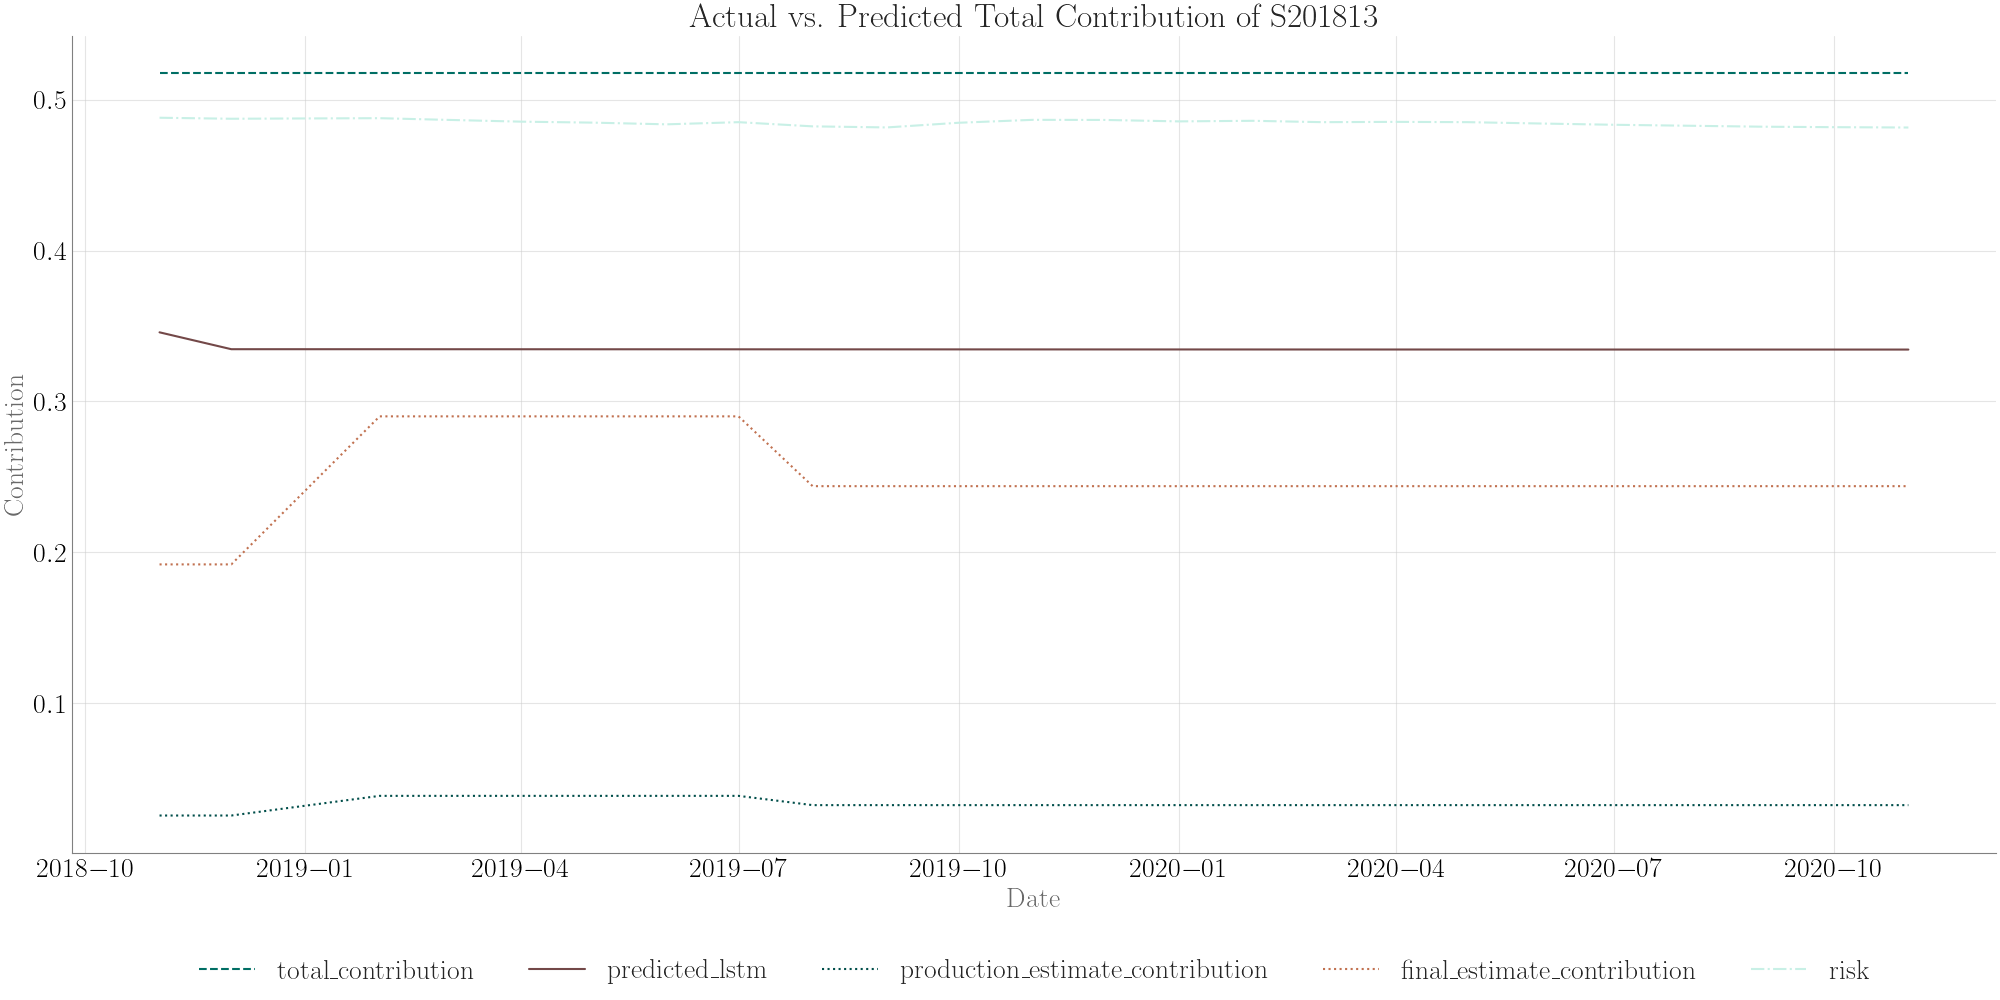 Actual vs. Predicted Total Contribution of S201813
Contribution
0.5
0.4
0.3
0.2
0.1
2018−10 2019−01 2019−04 2019−07 2019−10 2020−01 2020−04 2020−07 2020−10
Date
total_contribution predicted_lstm production_estimate_contribution final_estimate_contribution risk